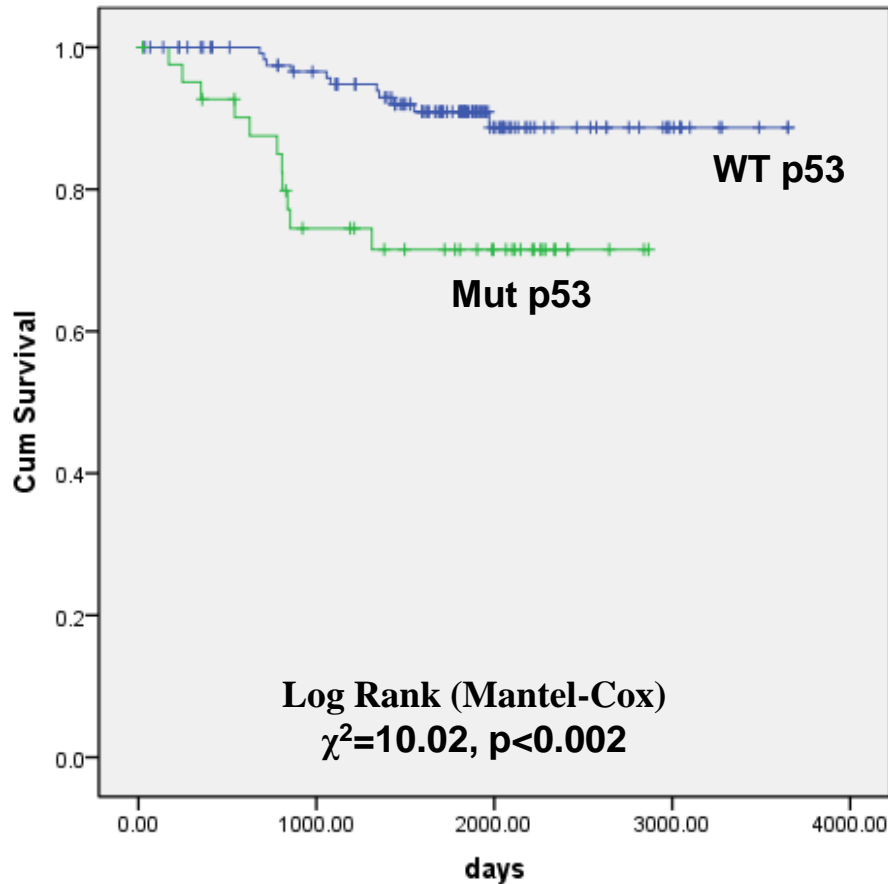 Cum Survival
1.0
0.8
0.6
0.4
0.2
0.0
WT p53
Mut p53
Log Rank (Mantel-Cox)
χ²=10.02, p<0.002
0.00 1000.00 2000.00 3000.00 4000.00
days